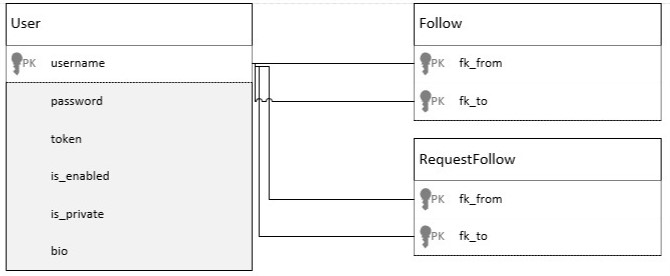 User
PK username
password
token
is_enabled
is_private
bio
Follow
PK fk_from
PK fk_to
RequestFollow
PK fk_from
PK fk_to